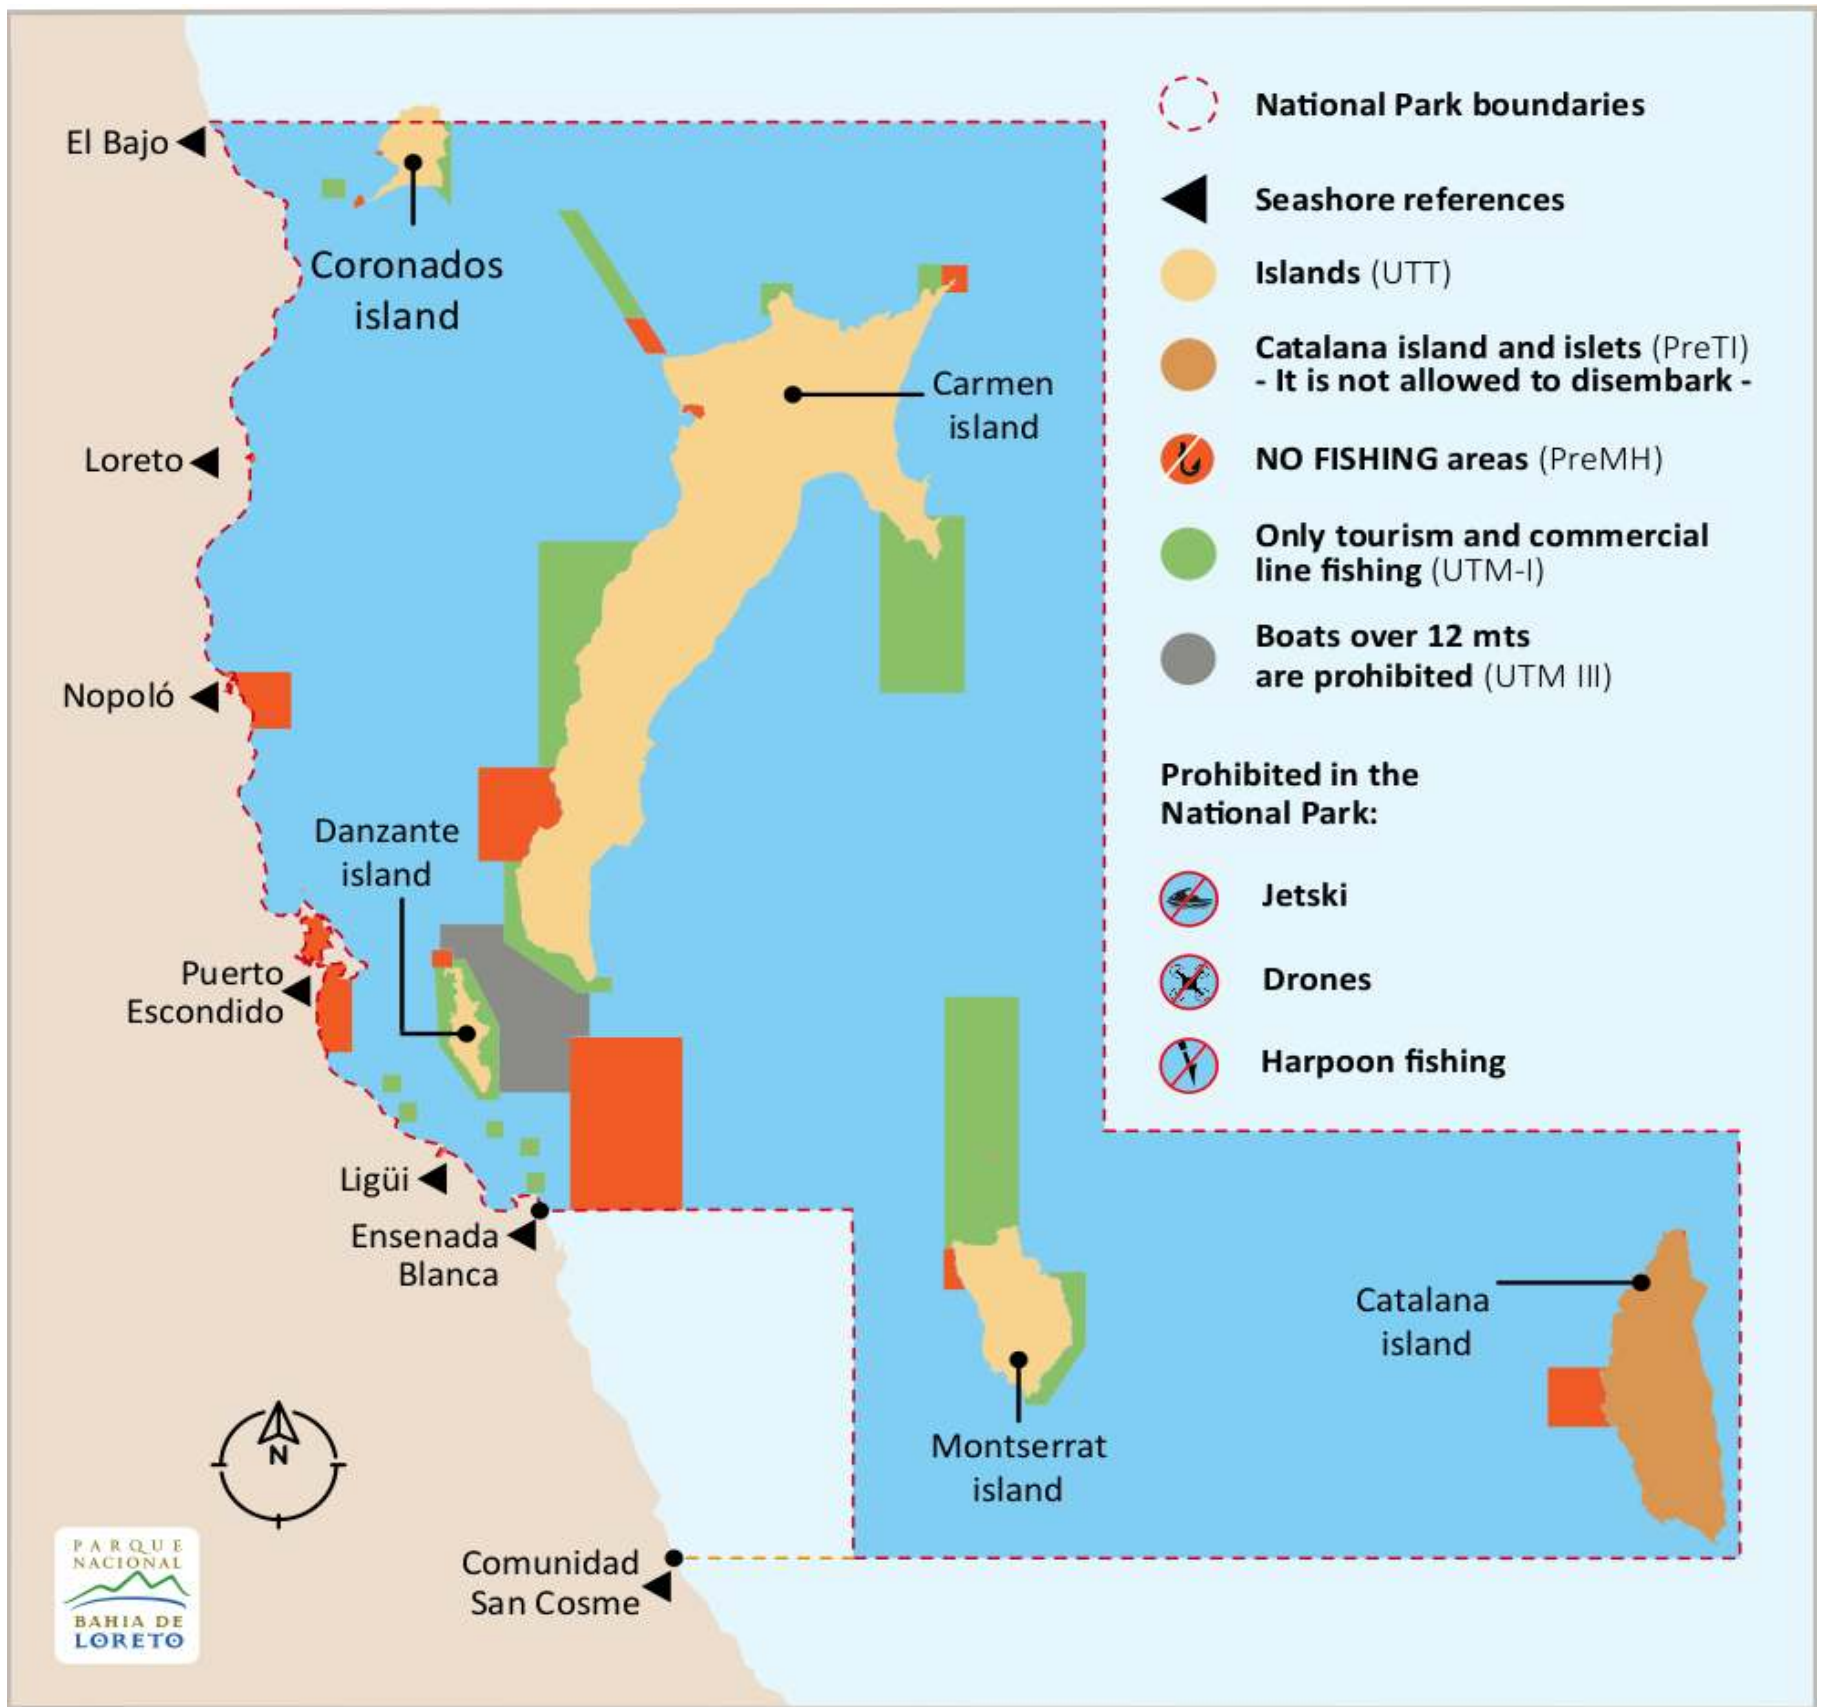 National Park boundaries
Seashore references
Islands (UTT)
Catalana island and islets (PreTI)
- It is not allowed to disembark -
NO FISHING areas (PreMH)
Only tourism and commercial
line fishing (UTM-I)
Boats over 12 mts
are prohibited (UTM III)
Prohibited in the
National Park:
Jetski
Drones
Harpoon fishing
El Bajo
Coronados
island
Carmen
island
Loreto
Nopoló
Danzante
island
Puerto
Escondido
Ligüi
Ensenada
Blanca
Catalana
island
Montserrat
island
Comunidad
San Cosme
N
PARQUE
NACIONAL
BAHIA DE
LORETO